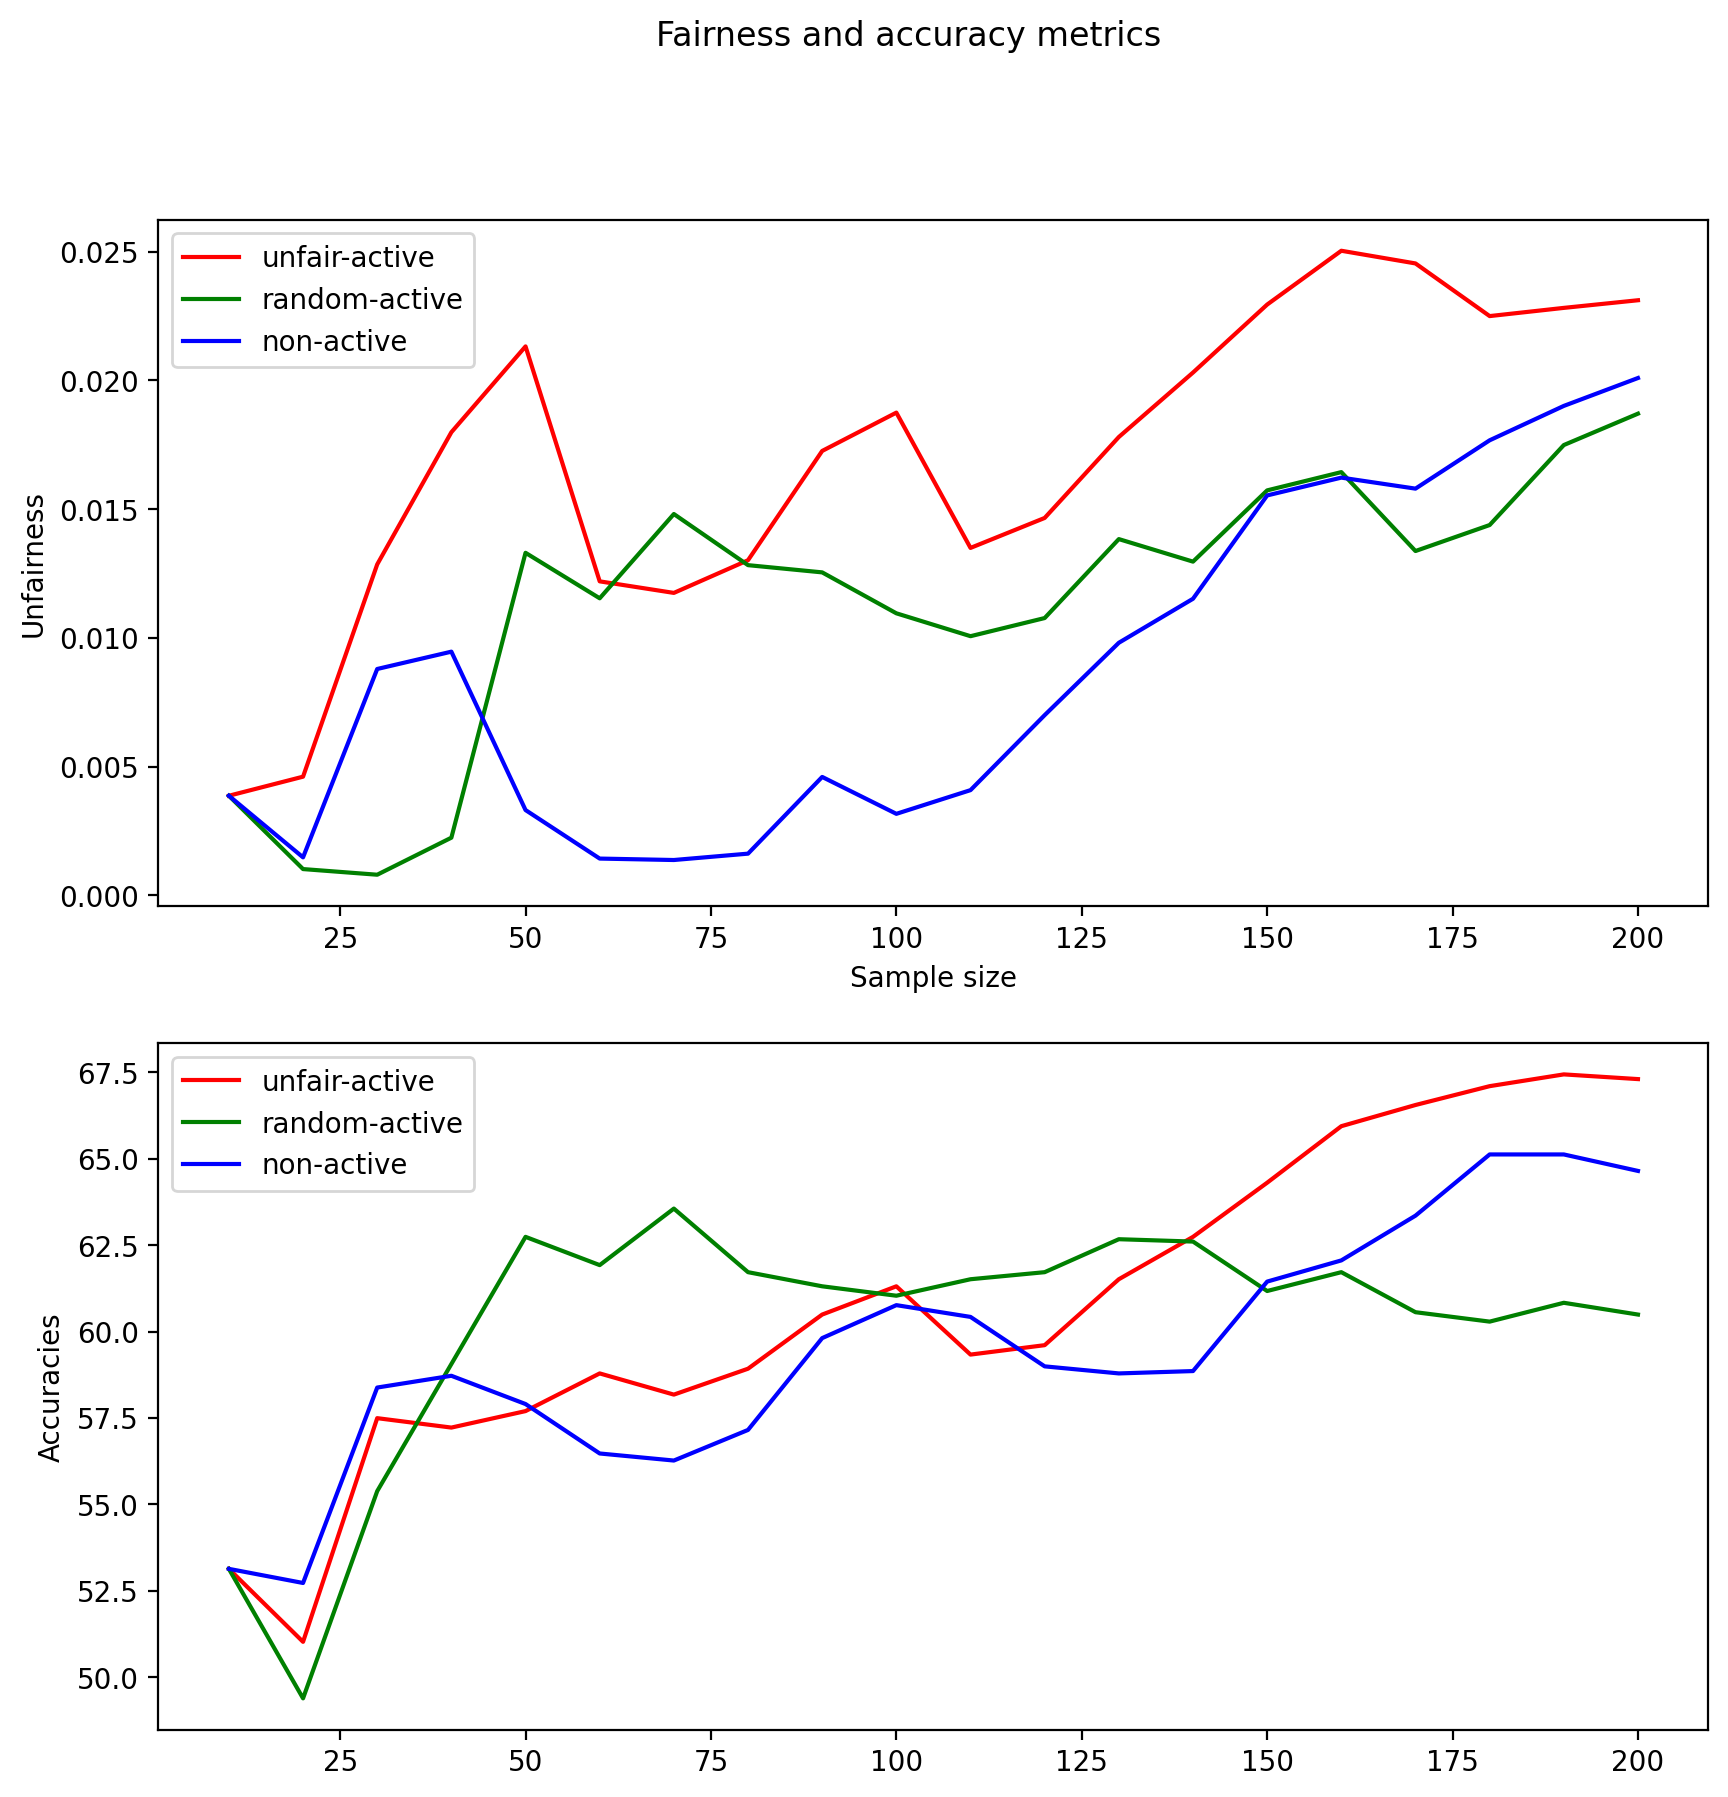 Fairness and accuracy metrics
unfair-active
random-active
non-active
Unfairness
0.025
0.020
0.015
0.010
0.005
0.000
25 50 75 100 125 150 175 200
Sample size
unfair-active
random-active
non-active
Accuracies
67.5
65.0
62.5
60.0
57.5
55.0
52.5
50.0
25 50 75 100 125 150 175 200